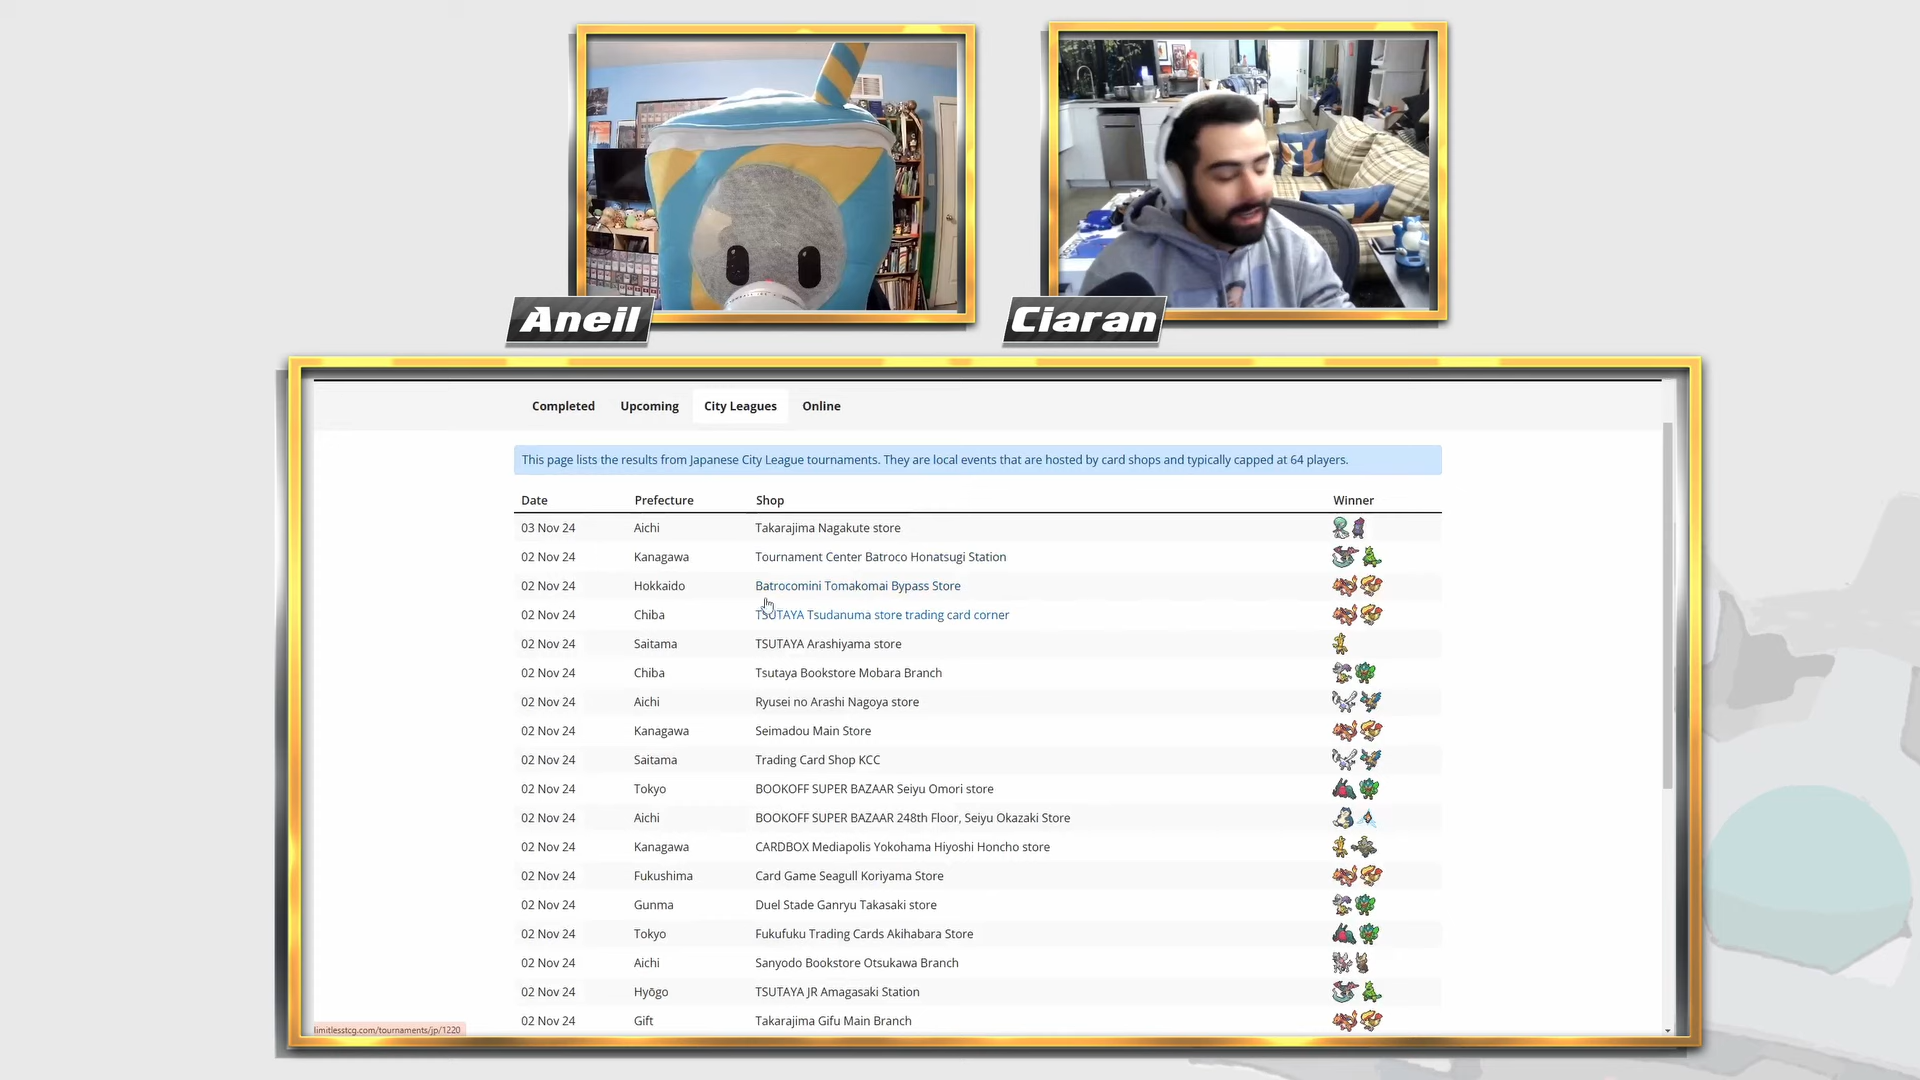 Aneil
Ciaran
Completed Upcoming City Leagues Online
This page lists the results from Japanese City League tournaments. They are local events that are hosted by card shops and typically capped at 64 players.
Date Prefecture Shop Winner
03 Nov 24 Aichi Takarajima Nagakute store
02 Nov 24 Kanagawa Tournament Center Batroco Honatsugi Station
02 Nov 24 Hokkaido Batrocomini Tomakomai Bypass Store
02 Nov 24 Chiba TSUTAYA Tsudanuma store trading card corner
02 Nov 24 Saitama TSUTAYA Arashiyama store
02 Nov 24 Chiba Tsutaya Bookstore Mobara Branch
02 Nov 24 Aichi Ryusei no Arashi Nagoya store
02 Nov 24 Kanagawa Seimadou Main Store
02 Nov 24 Saitama Trading Card Shop KCC
02 Nov 24 Tokyo BOOKOFF SUPER BAZAAR Seiyu Omori store
02 Nov 24 Aichi BOOKOFF SUPER BAZAAR 248th Floor, Seiyu Okazaki Store
02 Nov 24 Kanagawa CARDBOX Mediapolis Yokohama Hiyoshi Honcho store
02 Nov 24 Fukushima Card Game Seagull Koriyama Store
02 Nov 24 Gunma Duel Stade Ganryu Takasaki store
02 Nov 24 Tokyo Fukufuku Trading Cards Akihabara Store
02 Nov 24 Aichi Sanyodo Bookstore Otsukawa Branch
02 Nov 24 Hyōgo TSUTAYA JR Amagasaki Station
02 Nov 24 Gift Takarajima Gifu Main Branch
limitlesstcg.com/tournaments/jp/1220